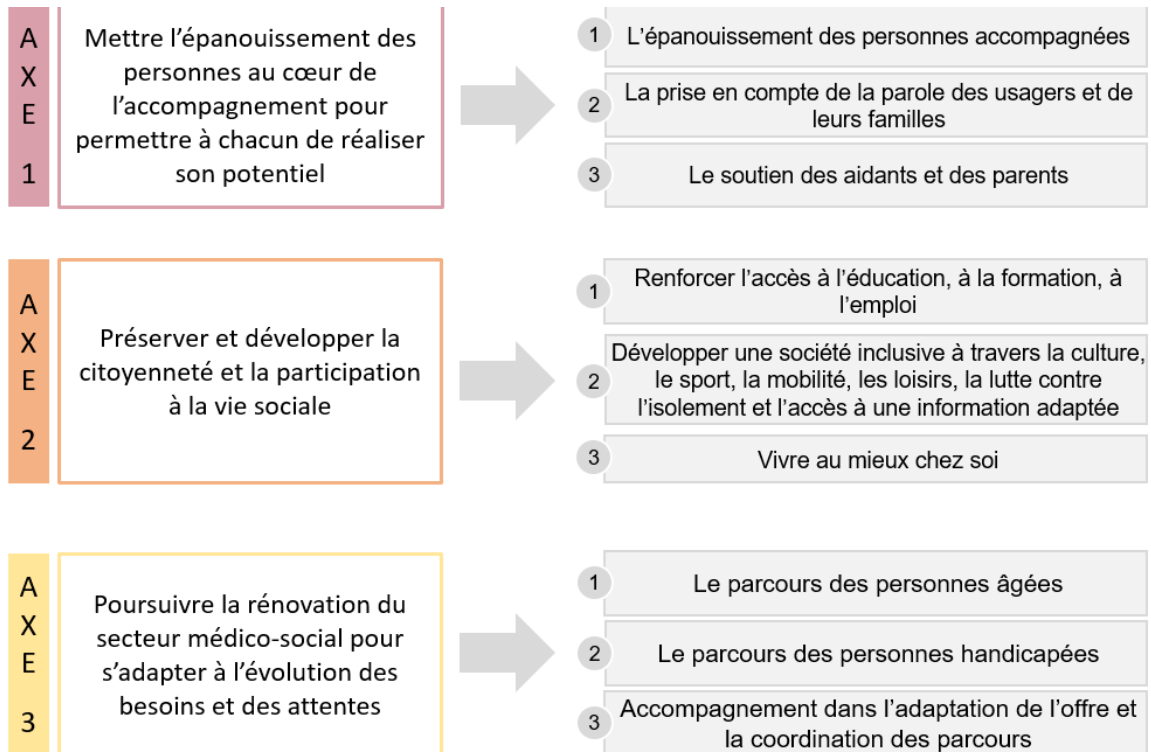 AXE 1
Mettre l’épanouissement des
personnes au cœur de
l’accompagnement pour
permettre à chacun de réaliser
son potentiel
1 L’épanouissement des personnes accompagnées
2 La prise en compte de la parole des usagers et de
leurs familles
3 Le soutien des aidants et des parents
AXE 2
Préserver et développer la
citoyenneté et la participation
à la vie sociale
1 Renforcer l’accès à l’éducation, à la formation, à
l’emploi
2 Développer une société inclusive à travers la culture,
le sport, la mobilité, les loisirs, la lutte contre
l’isolement et l’accès à une information adaptée
3 Vivre au mieux chez soi
AXE 3
Poursuivre la rénovation du
secteur médico-social pour
s’adapter à l’évolution des
besoins et des attentes
1 Le parcours des personnes âgées
2 Le parcours des personnes handicapées
3 Accompagnement dans l’adaptation de l’offre et
la coordination des parcours